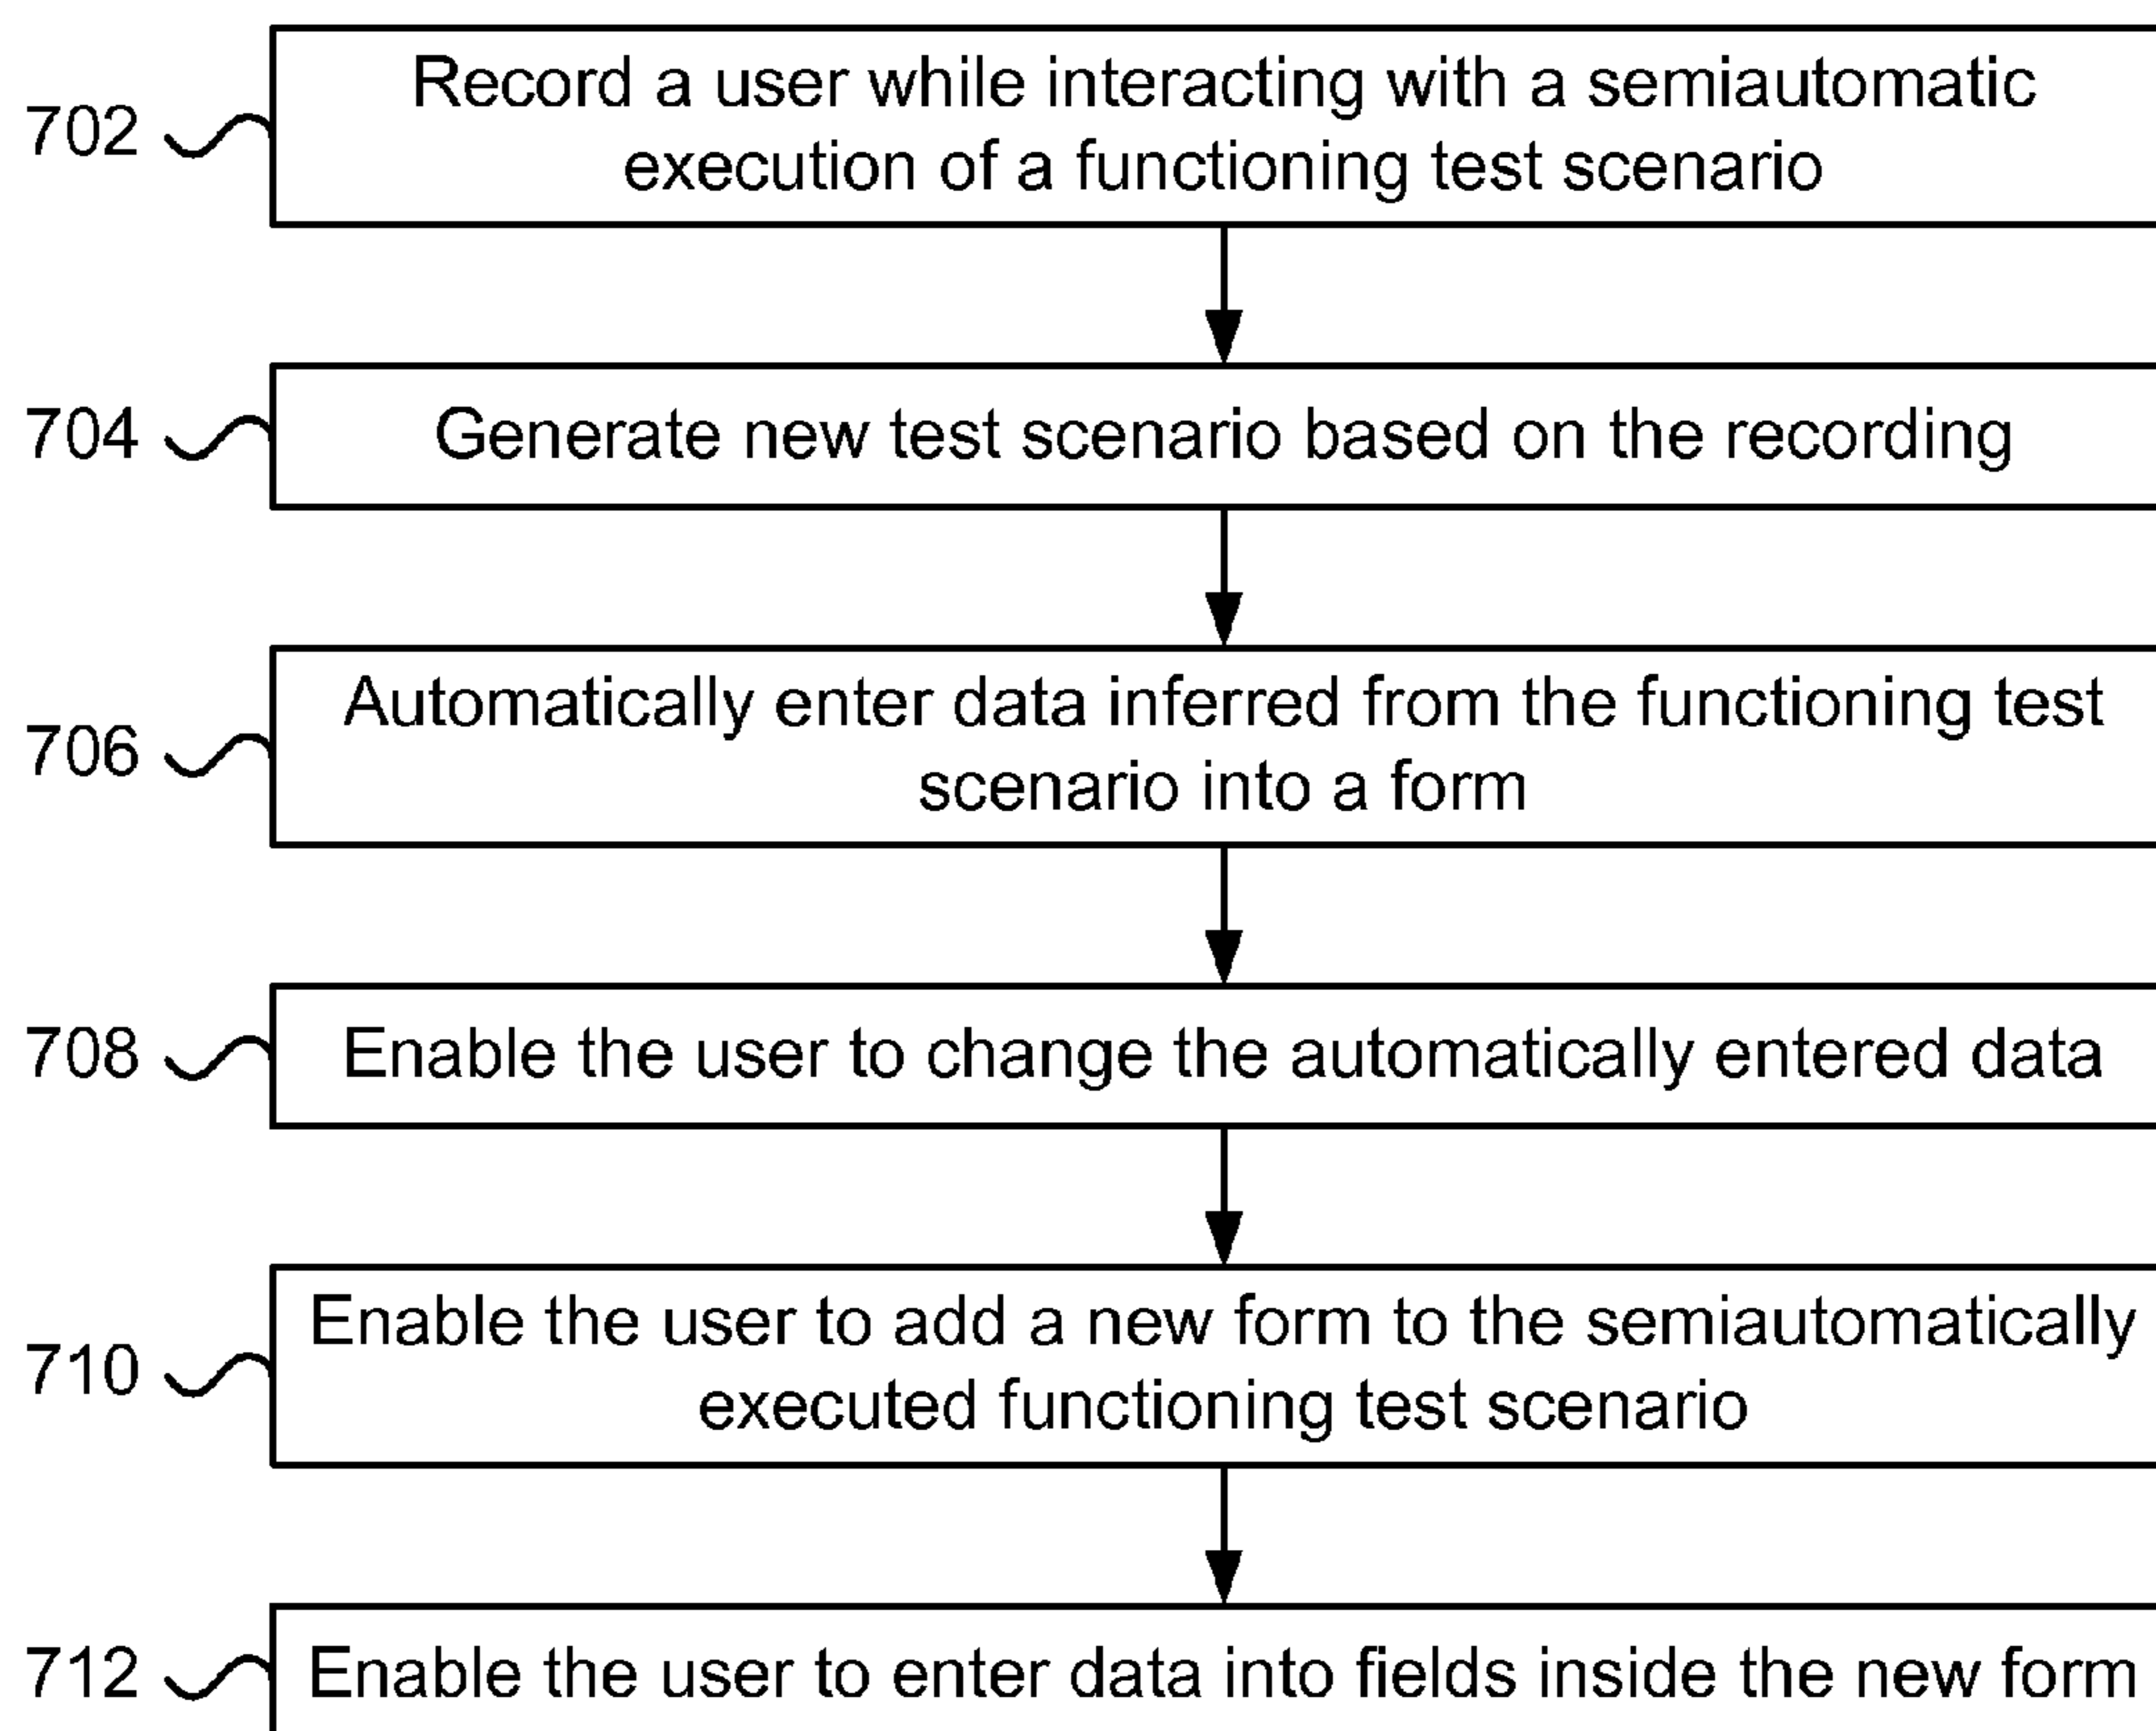 702
Record a user while interacting with a semiautomatic
execution of a functioning test scenario
704
Generate new test scenario based on the recording
706
Automatically enter data inferred from the functioning test
scenario into a form
708
Enable the user to change the automatically entered data
710
Enable the user to add a new form to the semiautomatically
executed functioning test scenario
712
Enable the user to enter data into fields inside the new form